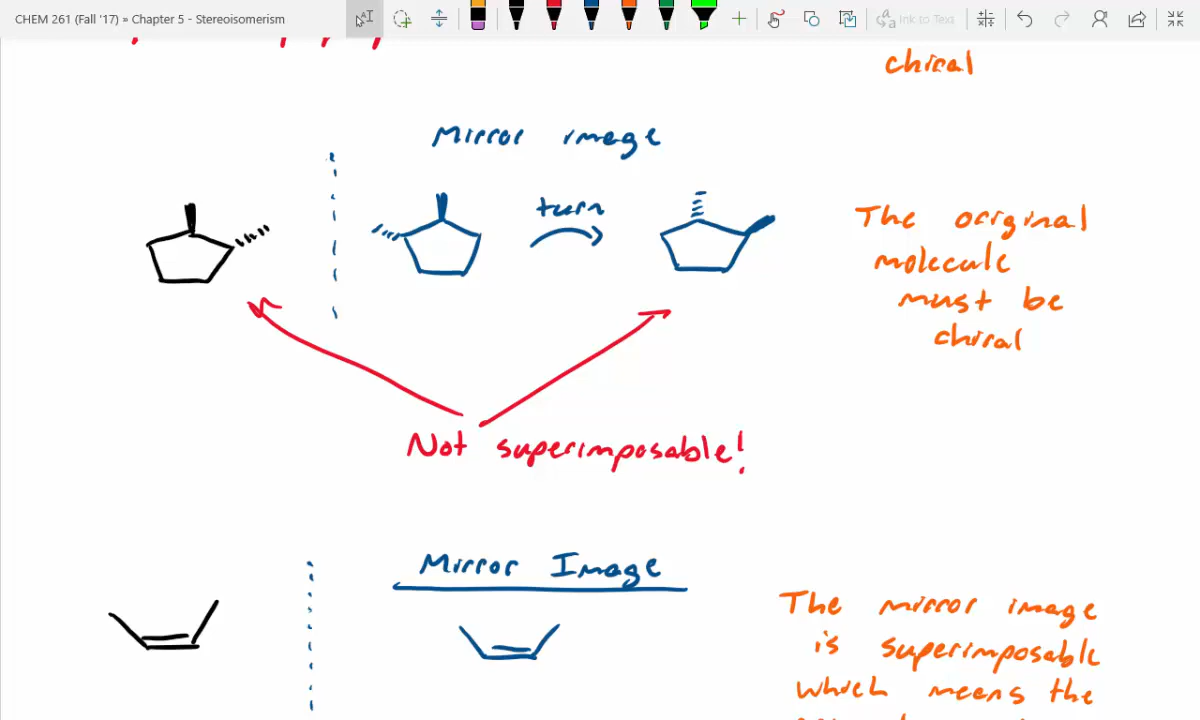 CHEM 261 (Fall '17) » Chapter 5 - Stereoisomerism
Ink to Text
chiral
Mirror image
turn
The original
molecule
must be
chiral
Not superimposable!
Mirror Image
The mirror image
is superimposable
which means the